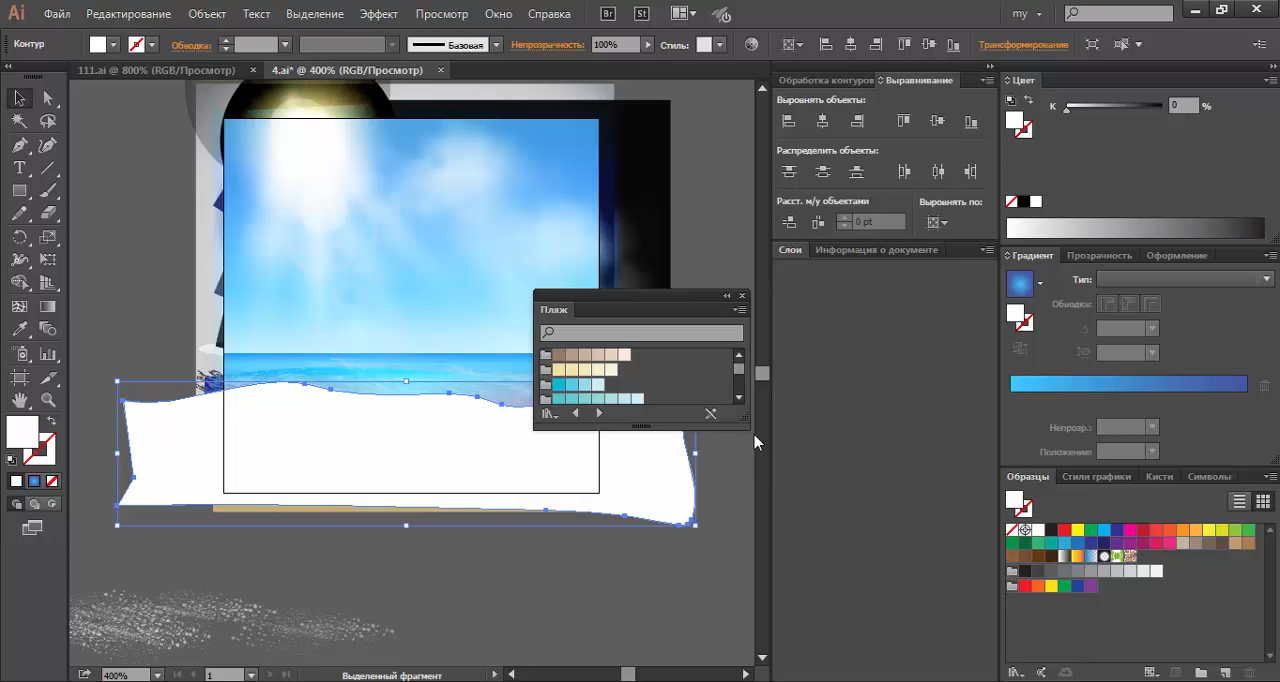 Ai Файл Редактирование Объект Текст Выделение Эффект Просмотр Окно Справка Br St my
Контур Обводка: Базовая Непрозрачность: 100% Стиль: Трансформирование
111.ai @ 800% (RGB/Просмотр) × 4.ai* @ 400% (RGB/Просмотр) ×
Обработка контуров Выравнивание
Цвет
Выровнять объекты:
K 0 %
Распределить объекты:
Расст. м/у объектами Выровнять по:
0 pt
Слои Информация о документе
Градиент Прозрачность Оформление
Тип:
Обводка:
Пляж
Непрозр.:
Положение:
Образцы Стили графики Кисти Символы
400% 1 Выделенный фрагмент